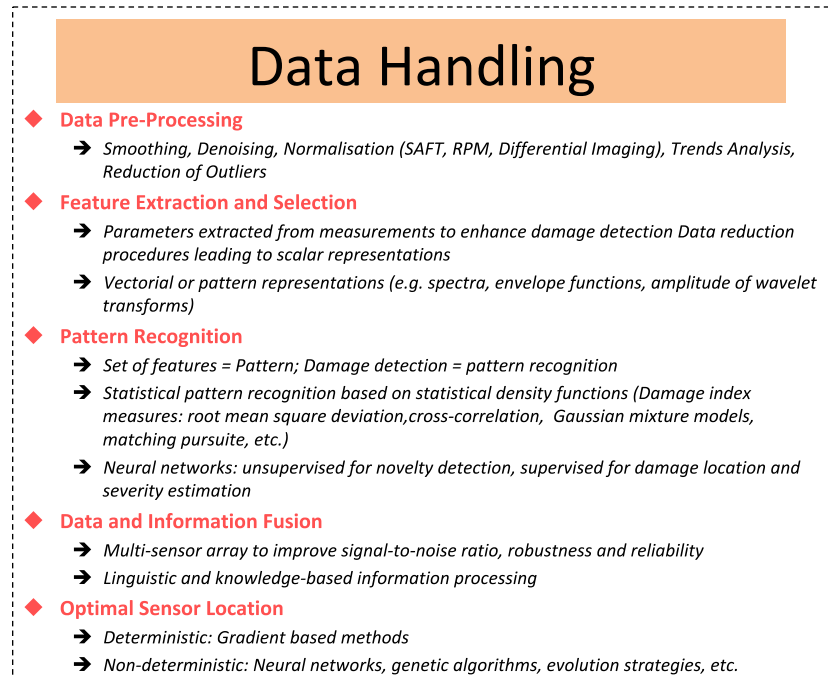 Data Handling
Data Pre-Processing
Smoothing, Denoising, Normalisation (SAFT, RPM, Differential Imaging), Trends Analysis,
Reduction of Outliers
Feature Extraction and Selection
Parameters extracted from measurements to enhance damage detection Data reduction
procedures leading to scalar representations
Vectorial or pattern representations (e.g. spectra, envelope functions, amplitude of wavelet
transforms)
Pattern Recognition
Set of features = Pattern; Damage detection = pattern recognition
Statistical pattern recognition based on statistical density functions (Damage index
measures: root mean square deviation,cross-correlation, Gaussian mixture models,
matching pursuite, etc.)
Neural networks: unsupervised for novelty detection, supervised for damage location and
severity estimation
Data and Information Fusion
Multi-sensor array to improve signal-to-noise ratio, robustness and reliability
Linguistic and knowledge-based information processing
Optimal Sensor Location
Deterministic: Gradient based methods
Non-deterministic: Neural networks, genetic algorithms, evolution strategies, etc.